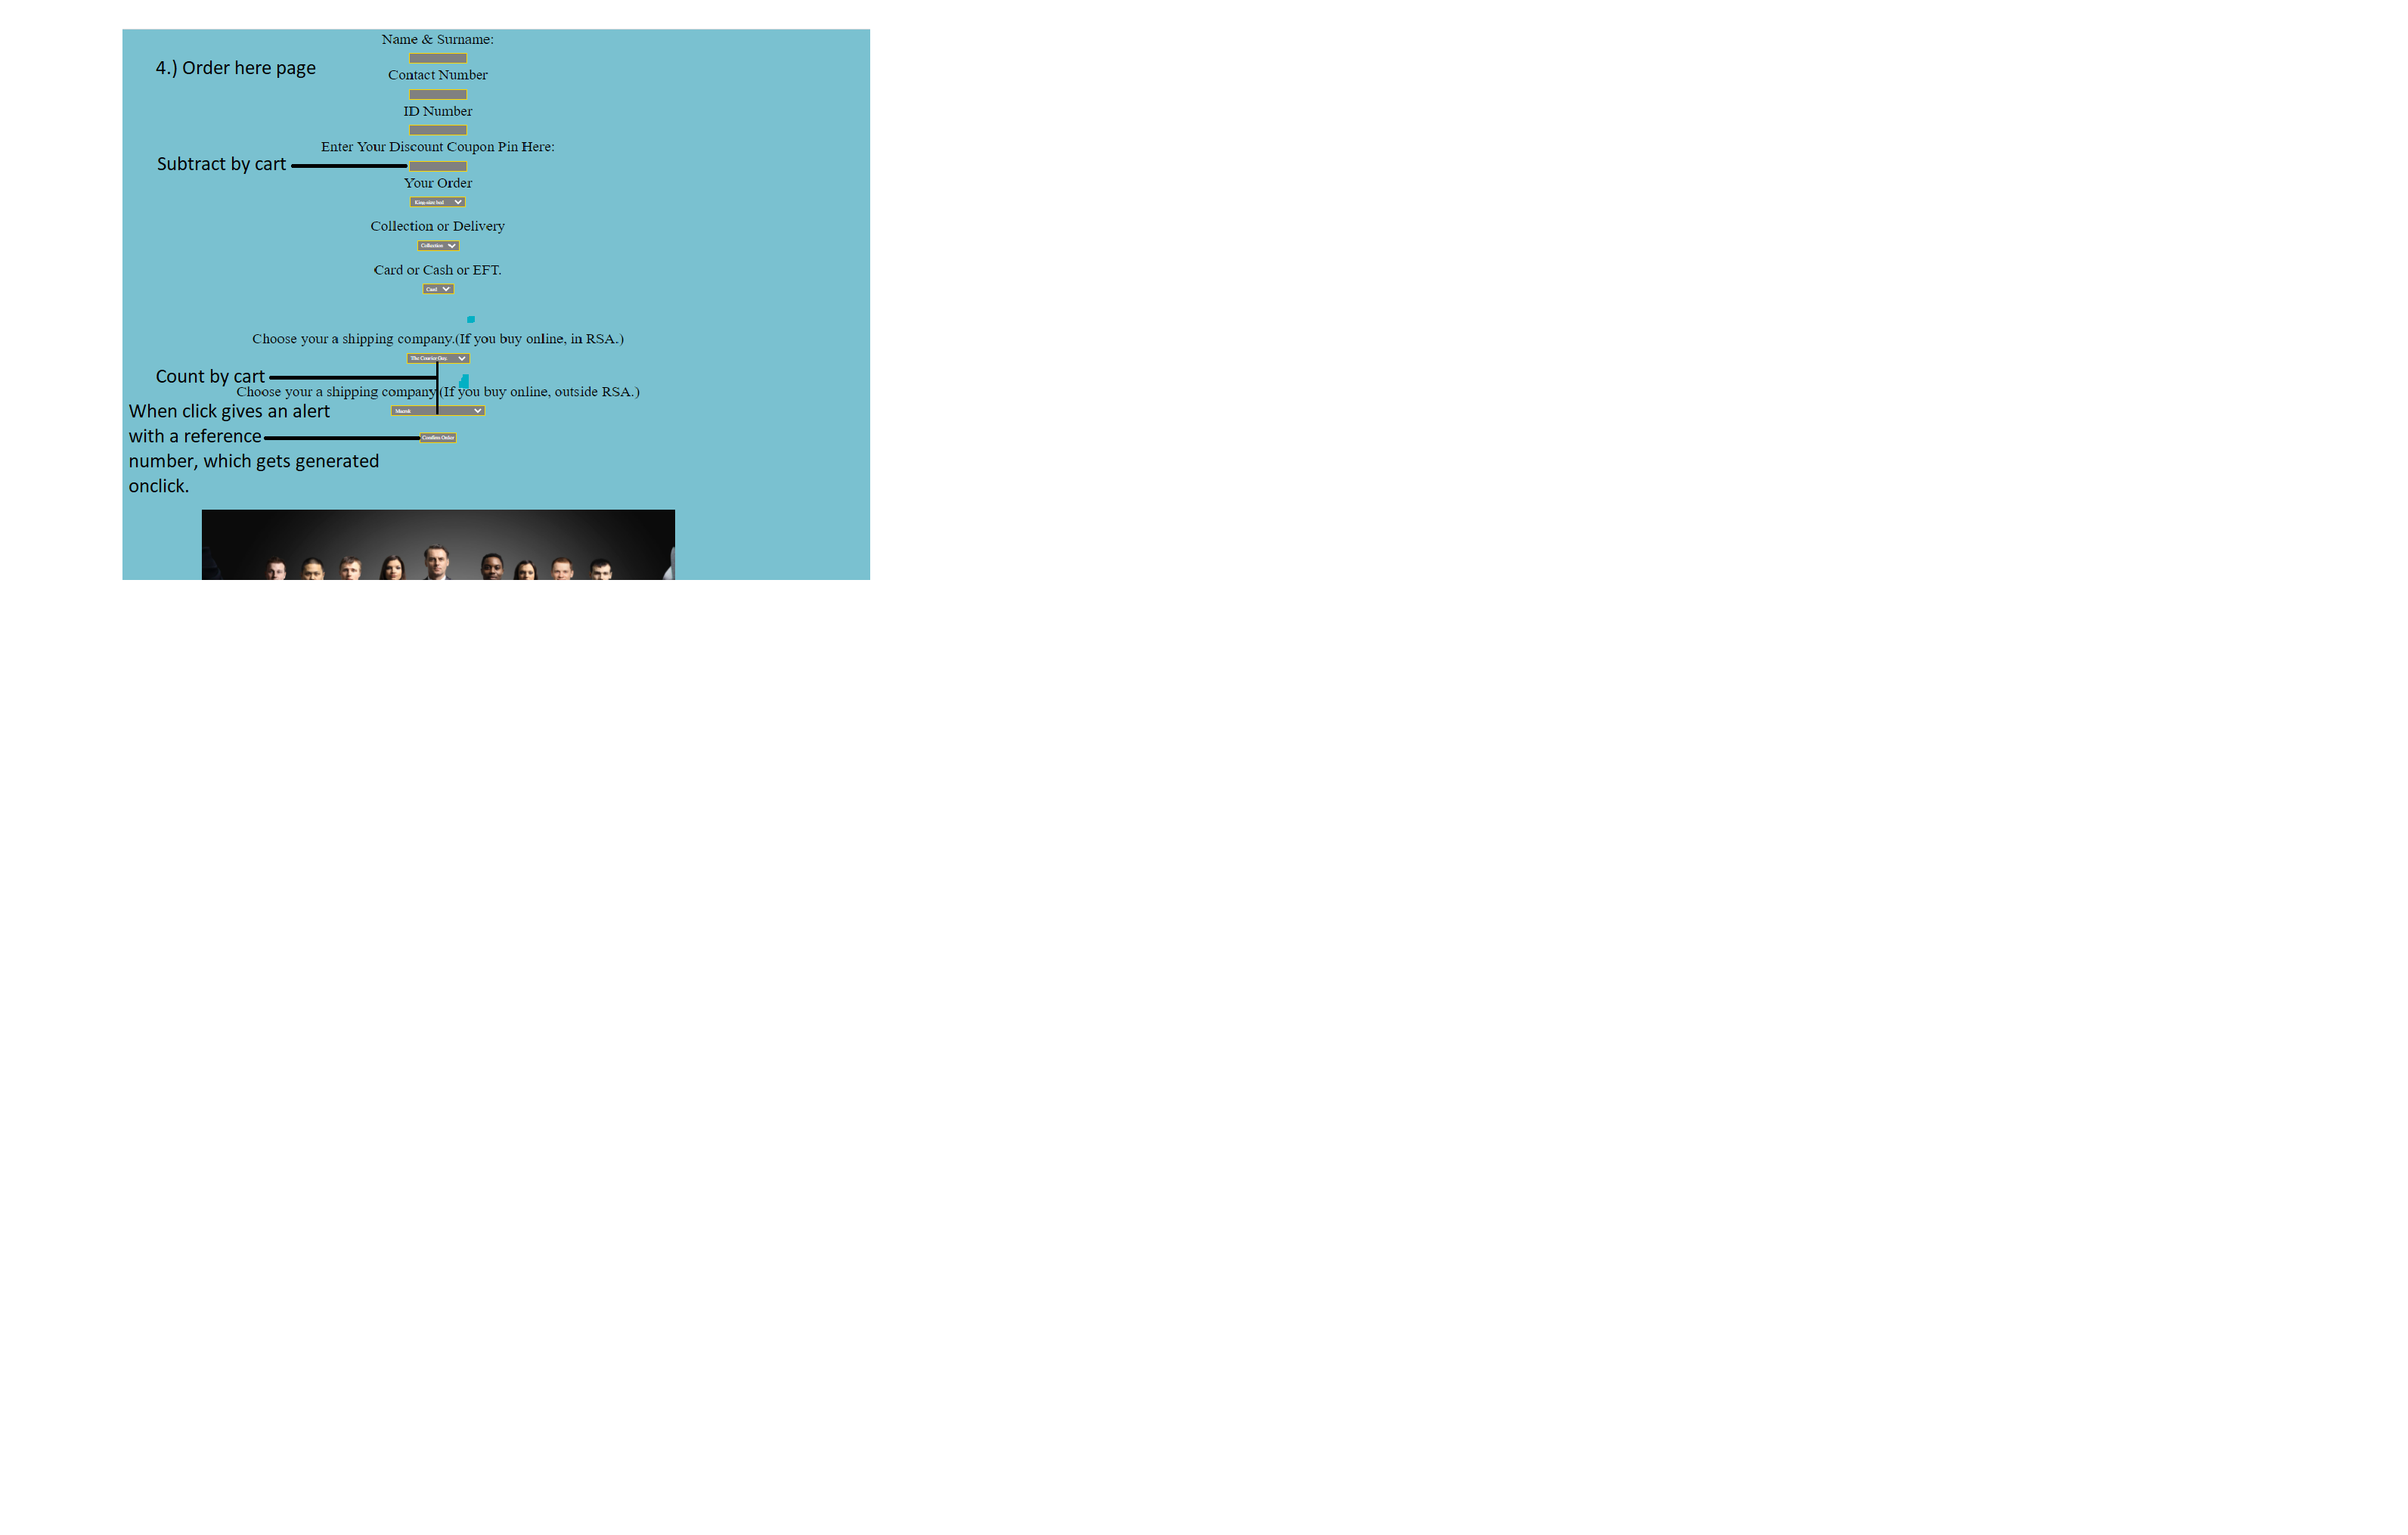 Name & Surname:
4.) Order here page
Contact Number
ID Number
Enter Your Discount Coupon Pin Here:
Subtract by cart
Your Order
King size bed
Collection or Delivery
Collection
Card or Cash or EFT.
Card
Choose your a shipping company.(If you buy online, in RSA.)
The Courier Guy
Count by cart
Choose your a shipping company.(If you buy online, outside RSA.)
When click gives an alert
Maersk
with a reference
Confirm Order
number, which gets generated
onclick.